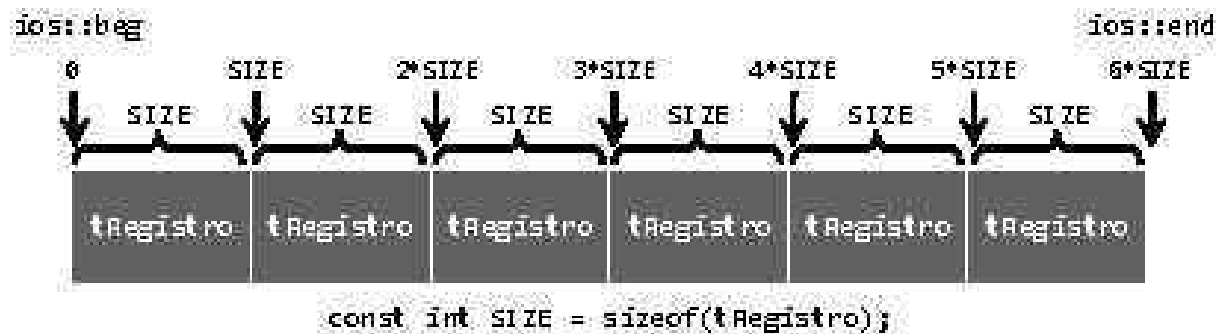 ios::beg ios::end
0 SIZE 2*SIZE 3*SIZE 4*SIZE 5*SIZE 6*SIZE
SIZE SIZE SIZE SIZE SIZE SIZE
tRegistro tRegistro tRegistro tRegistro tRegistro tRegistro
const int SIZE = sizeof(tRegistro);